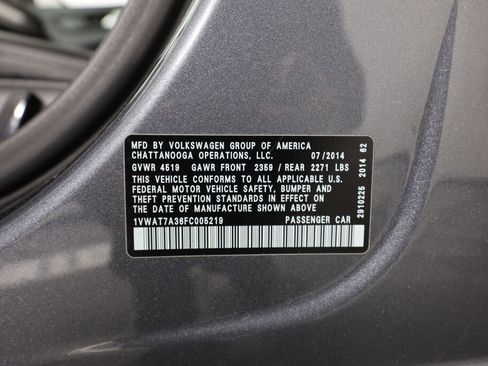 MFD BY VOLKSWAGEN GROUP OF AMERICA
CHATTANOOGA OPERATIONS, LLC. 07/2014
GVWR 4519 GAWR FRONT 2359 / REAR 2271 LBS
THIS VEHICLE CONFORMS TO ALL APPLICABLE U.S.
FEDERAL MOTOR VEHICLE SAFETY, BUMPER AND
THEFT PREVENTION STANDARDS IN EFFECT ON
THE DATE OF MANUFACTURE SHOWN ABOVE
1VWAT7A36FC005219 PASSENGER CAR
2910225 2014 62